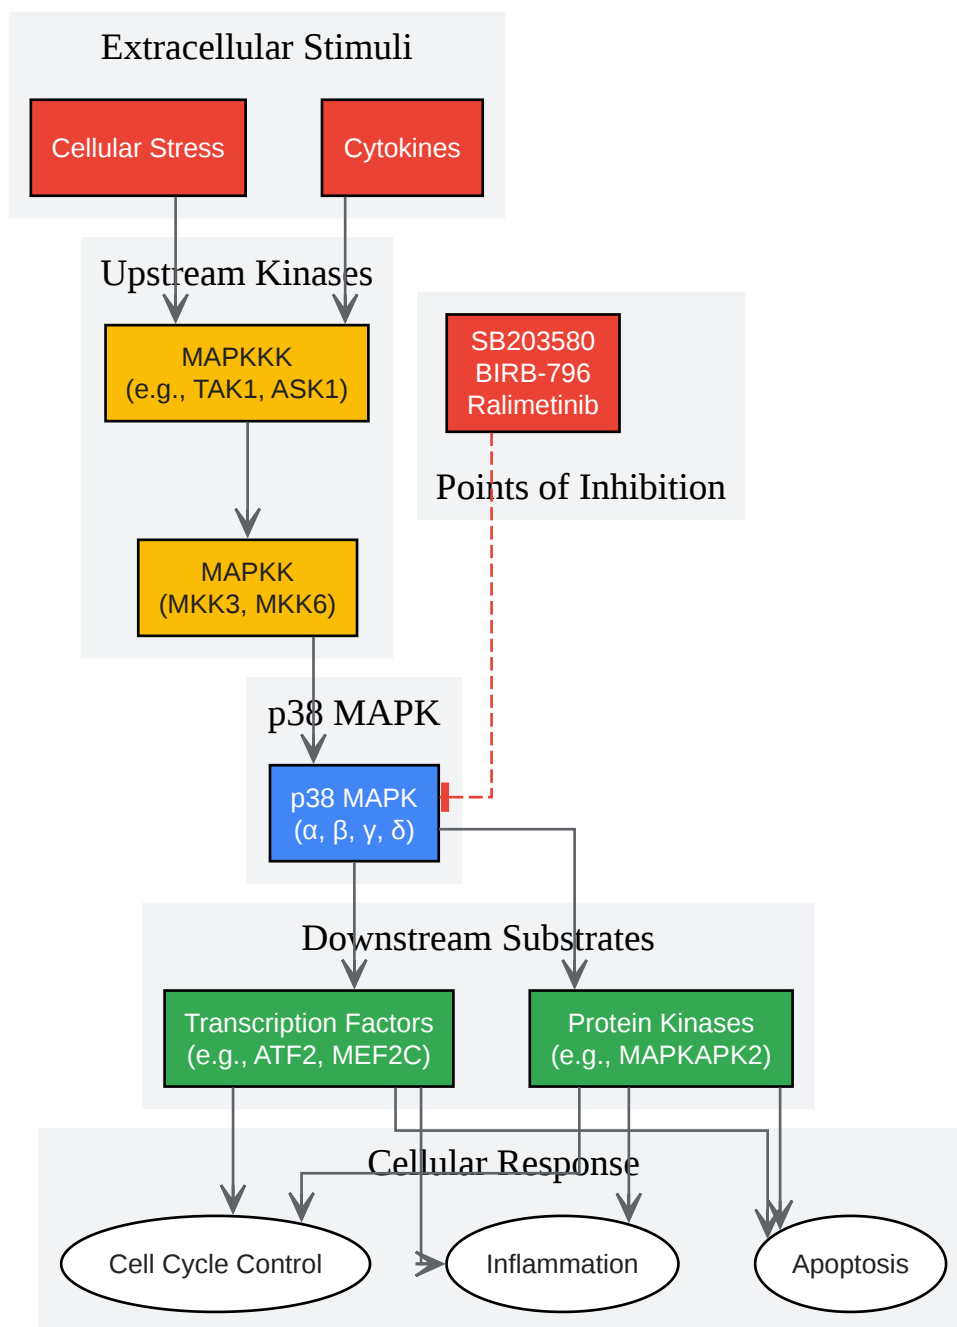 Extracellular Stimuli
Cellular Stress
Cytokines
Upstream Kinases
MAPKKK
(e.g., TAK1, ASK1)
SB203580
BIRB-796
Ralimetinib
Points of Inhibition
MAPKK
(MKK3, MKK6)
p38 MAPK
p38 MAPK
(α, β, γ, δ)
Downstream Substrates
Transcription Factors
(e.g., ATF2, MEF2C)
Protein Kinases
(e.g., MAPKAPK2)
Cellular Response
Cell Cycle Control
Inflammation
Apoptosis